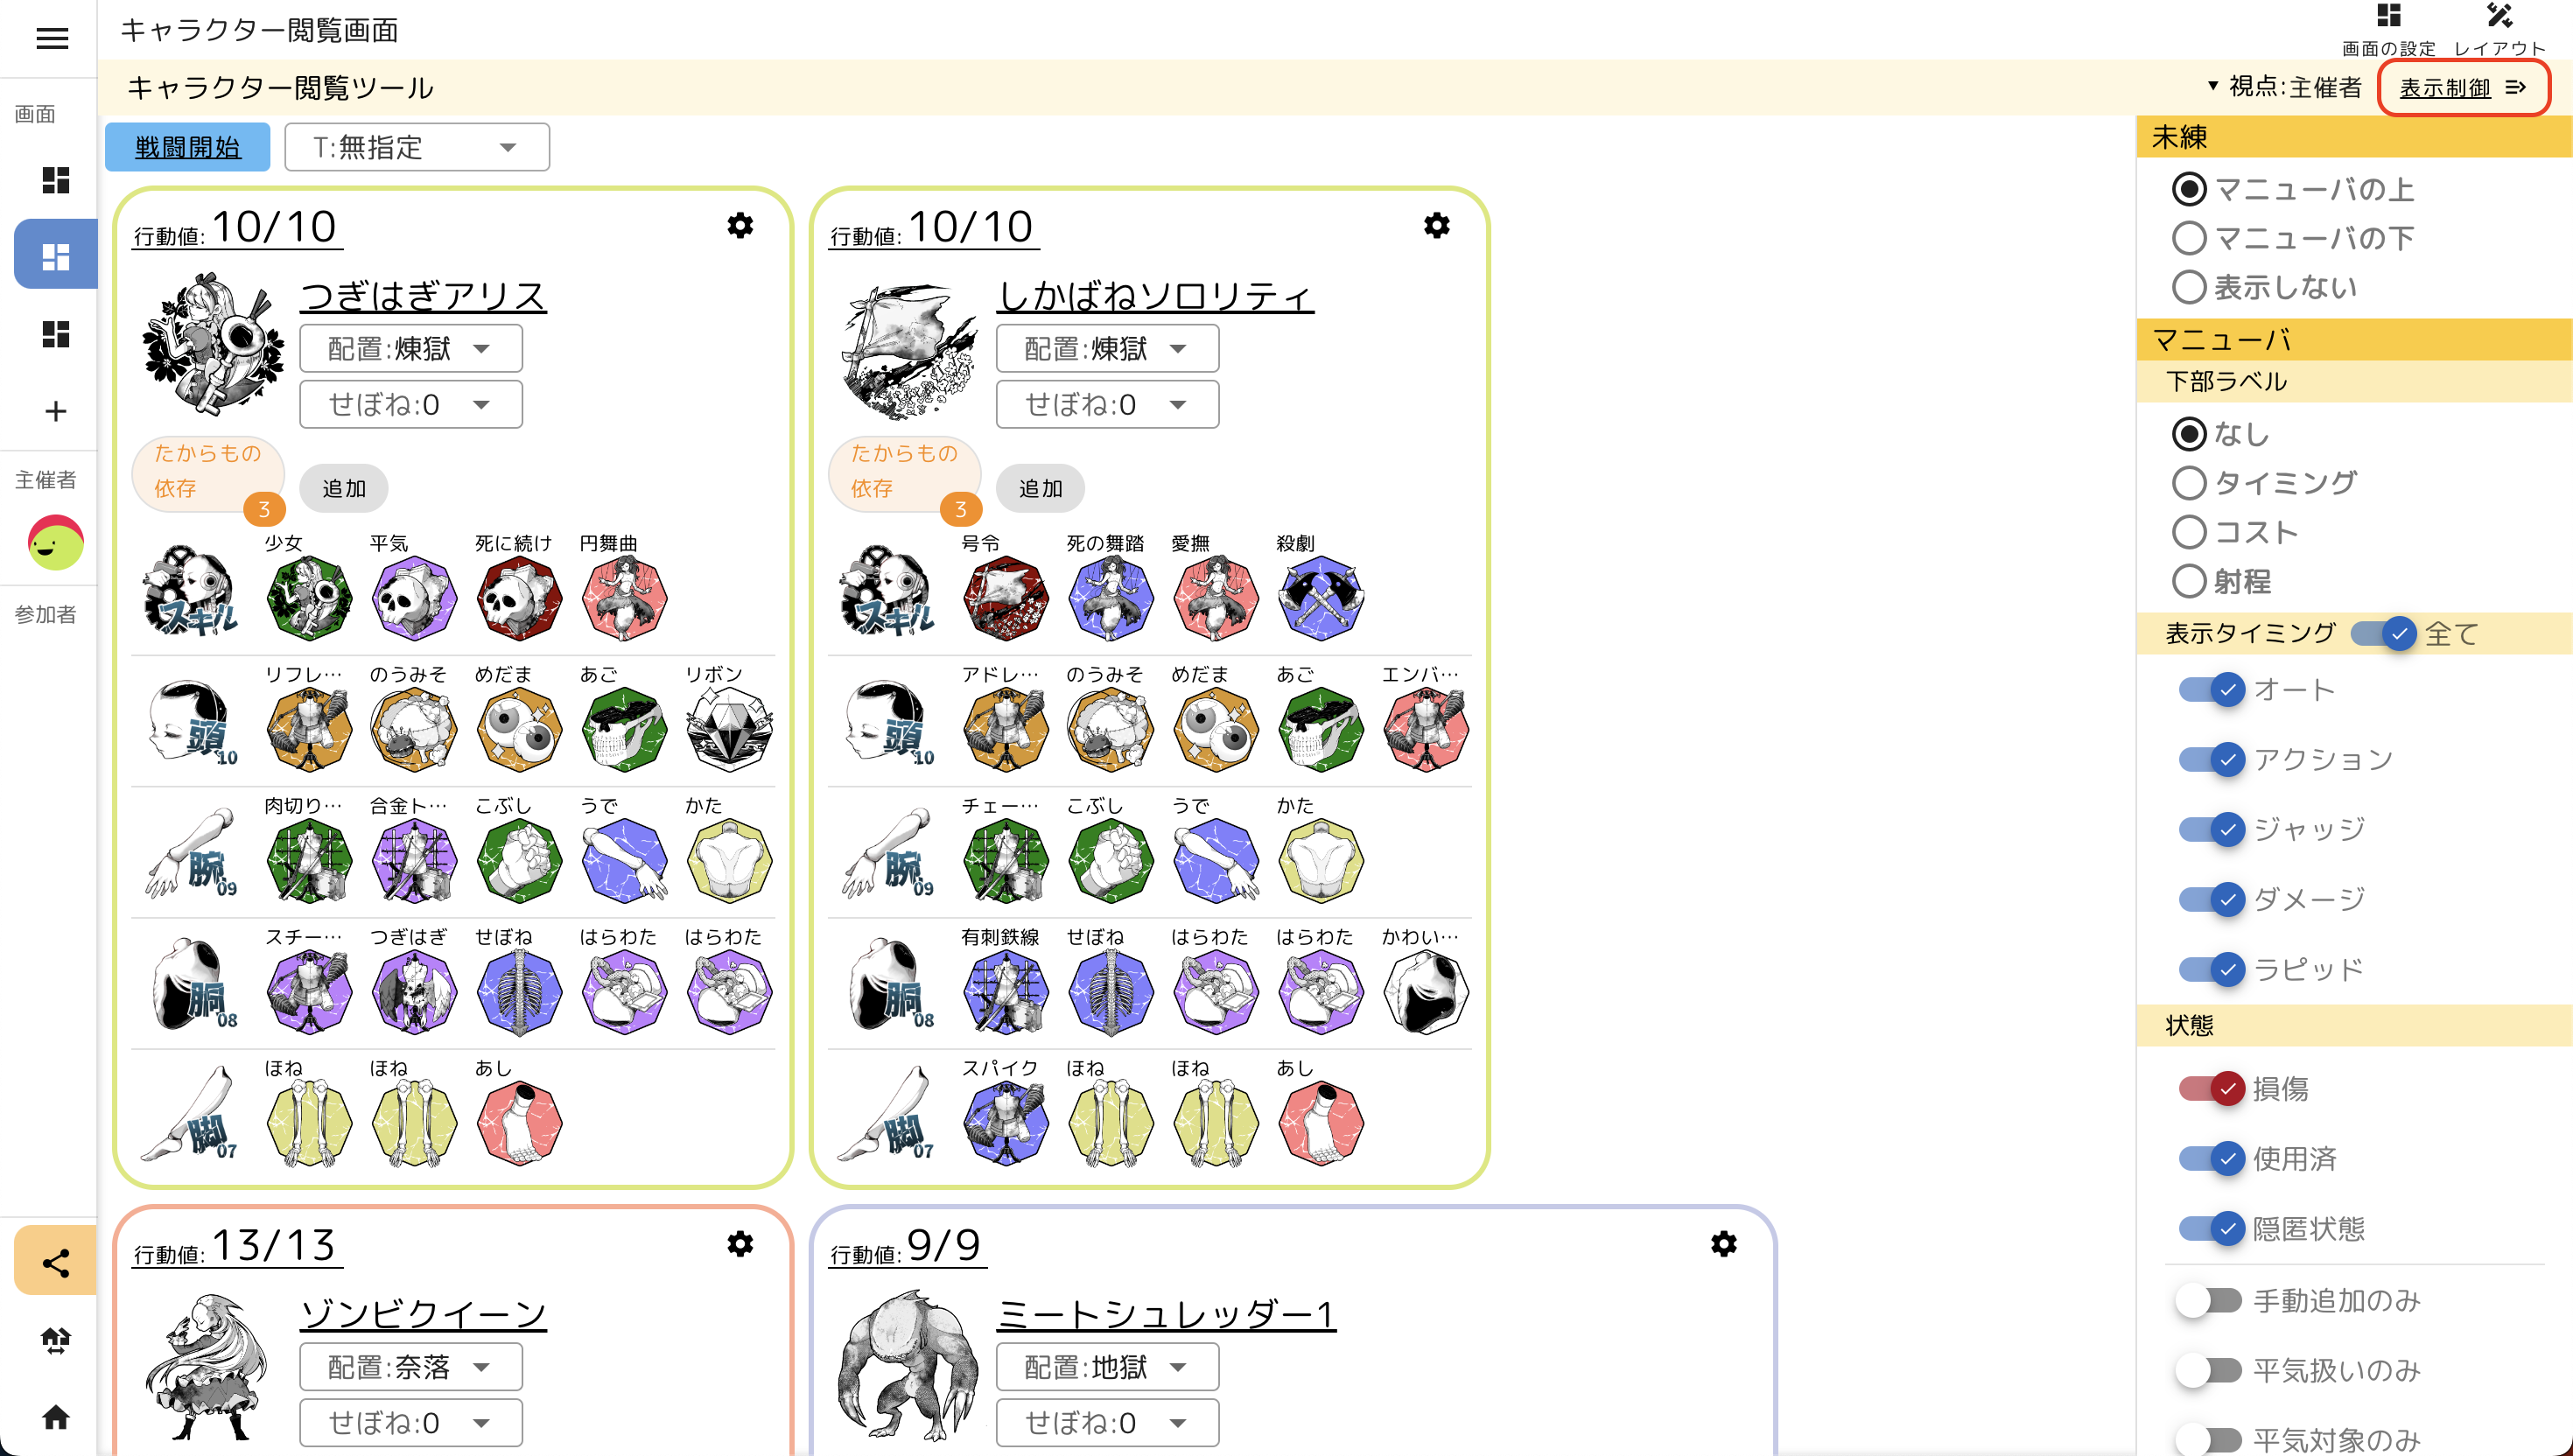 キャラクター閲覧画面
画面の設定 レイアウト
キャラクター閲覧ツール
▼ 視点:主催者 表示制御
画面
主催者
参加者
戦闘開始 T:無指定
行動値: 10/10
つぎはぎアリス
配置:煉獄
せぼね:0
たからもの
依存
3
追加
スキル
少女 平気 死に続け 円舞曲
頭10
リフレ… のうみそ めだま あご リボン
腕09
肉切り… 合金ト… こぶし うで かた
胴08
スチー… つぎはぎ せぼね はらわた はらわた
脚07
ほね ほね あし
行動値: 10/10
しかばねソロリティ
配置:煉獄
せぼね:0
たからもの
依存
3
追加
スキル
号令 死の舞踏 愛撫 殺劇
頭10
アドレ… のうみそ めだま あご エンバ…
腕09
チェー… こぶし うで かた
胴08
有刺鉄線 せぼね はらわた はらわた かわい…
脚07
スパイク ほね ほね あし
行動値: 13/13
ゾンビクイーン
配置:奈落
せぼね:0
行動値: 9/9
ミートシュレッダー1
配置:地獄
せぼね:0
未練
マニューバの上
マニューバの下
表示しない
マニューバ
下部ラベル
なし
タイミング
コスト
射程
表示タイミング 全て
オート
アクション
ジャッジ
ダメージ
ラピッド
状態
損傷
使用済
隠匿状態
手動追加のみ
平気扱いのみ
平気対象のみ